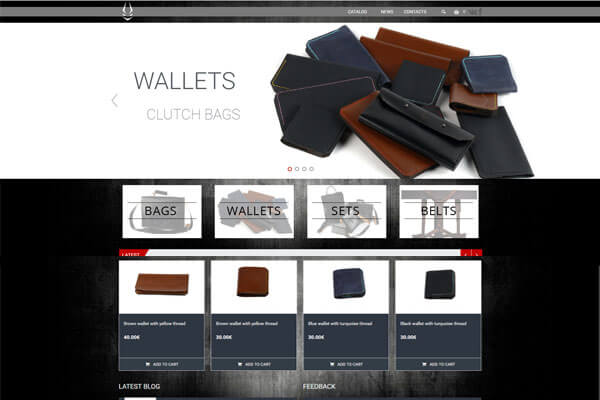 CATALOG NEWS CONTACTS
0
WALLETS
CLUTCH BAGS
BAGS WALLETS SETS BELTS
LATEST
Brown wallet with yellow thread Brown wallet with yellow thread Blue wallet with turquoise thread Black wallet with turquoise thread
40.00€ 30.00€ 30.00€ 30.00€
ADD TO CART ADD TO CART ADD TO CART ADD TO CART
LATEST BLOG FEEDBACK